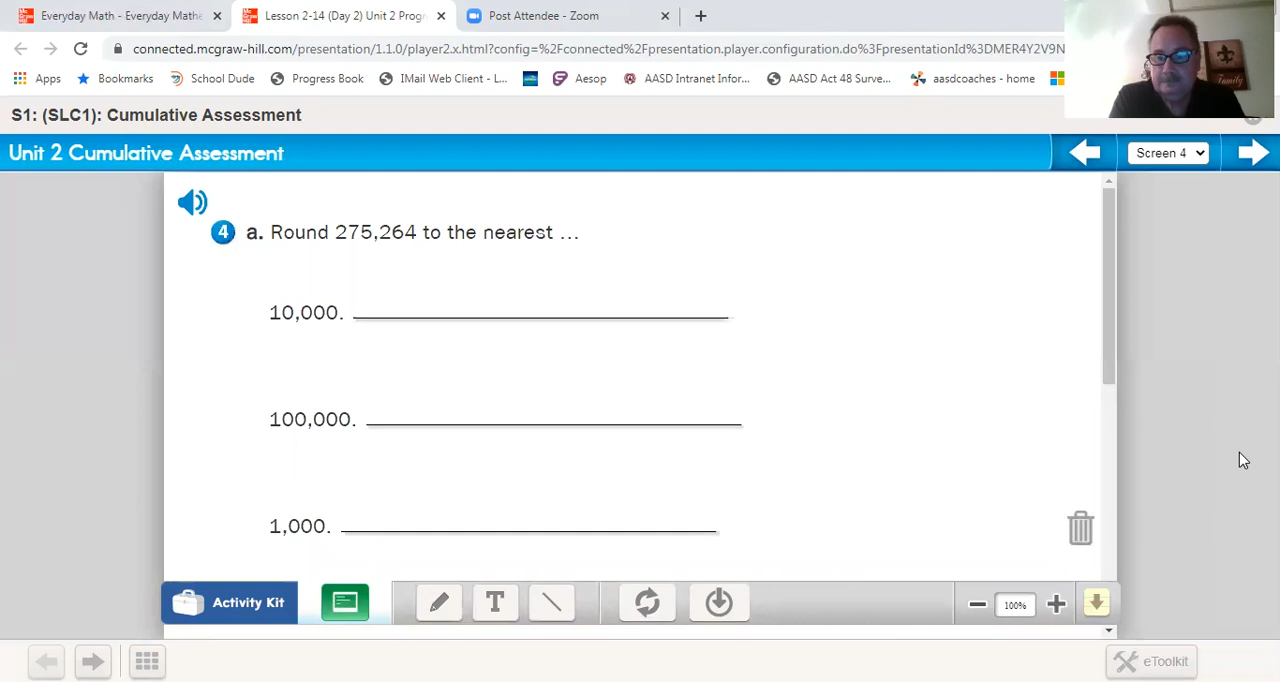 Everyday Math - Everyday Mathe
Lesson 2-14 (Day 2) Unit 2 Prog
Post Attendee - Zoom
connected.mcgraw-hill.com/presentation/1.1.0/player2.x.html?config=%2Fconnected%2Fpresentation.player.configuration.do%3FpresentationId%3DMER4Y2V9N
Apps
Bookmarks
School Dude
Progress Book
IMail Web Client - L...
Aesop
AASD Intranet Infor...
AASD Act 48 Surve...
aasdcoaches - home
Family
S1: (SLC1): Cumulative Assessment
Unit 2 Cumulative Assessment
Screen 4
4 a. Round 275,264 to the nearest ...
10,000.
100,000.
1,000.
Activity Kit
T
100%
eToolkit